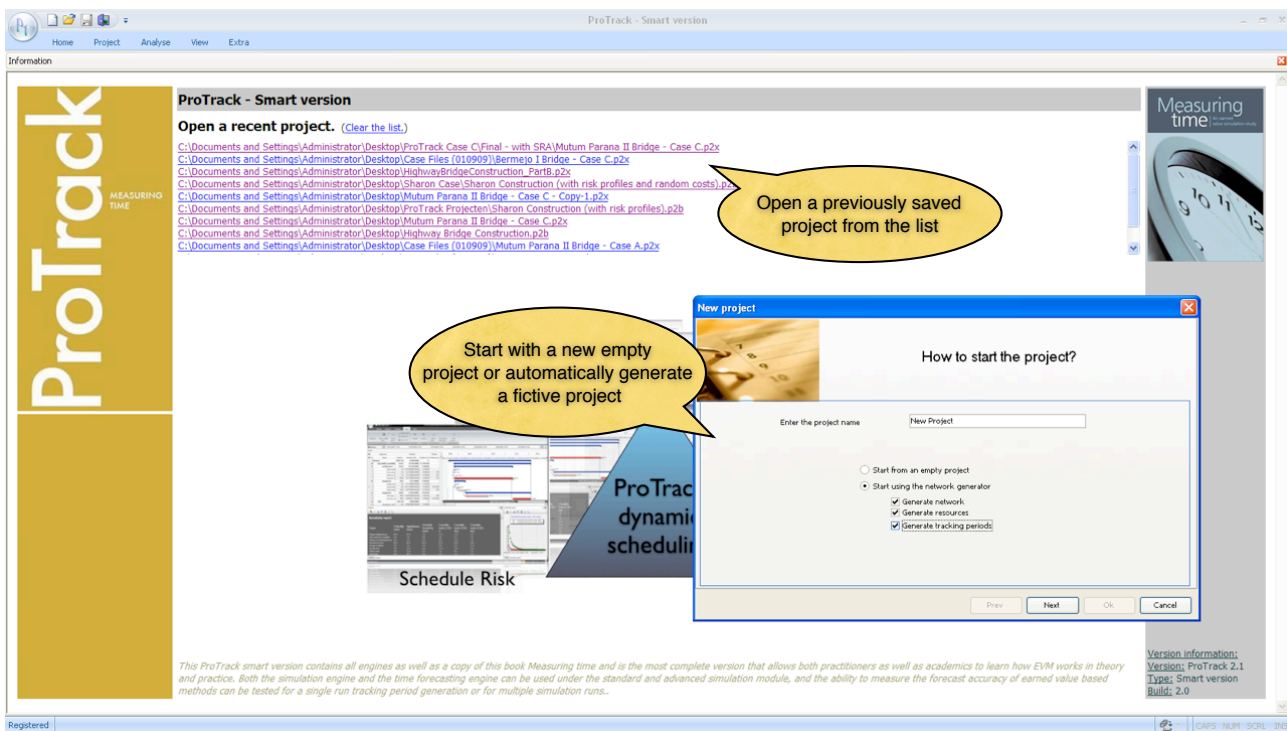 ProTrack - Smart version
Home Project Analyse View Extra
Information
ProTrack
MEASURING
TIME
ProTrack - Smart version
Open a recent project. (Clear the list.)
C:\Documents and Settings\Administrator\Desktop\ProTrack Case C\Final - with SRA\Mutum Parana II Bridge - Case C.p2x
C:\Documents and Settings\Administrator\Desktop\Case Files (010909)\Bermejo I Bridge - Case C.p2x
C:\Documents and Settings\Administrator\Desktop\HighwayBridgeConstruction_PartB.p2x
C:\Documents and Settings\Administrator\Desktop\Sharon Case\Sharon Construction (with risk profiles and random costs).p2
C:\Documents and Settings\Administrator\Desktop\Mutum Parana II Bridge - Case C - Copy-1.p2x
C:\Documents and Settings\Administrator\Desktop\ProTrack Projecten\Sharon Construction (with risk profiles).p2b
C:\Documents and Settings\Administrator\Desktop\Mutum Parana II Bridge - Case C.p2x
C:\Documents and Settings\Administrator\Desktop\Highway Bridge Construction.p2b
C:\Documents and Settings\Administrator\Desktop\Case Files (010909)\Mutum Parana II Bridge - Case A.p2x
Open a previously saved
project from the list
Measuring
time
Start with a new empty
project or automatically generate
a fictive project
New project
How to start the project?
Enter the project name New Project
Start from an empty project
Start using the network generator
Generate network
Generate resources
Generate tracking periods
Prev Next Ok Cancel
ProTrac
dynami
schedulin
Schedule Risk
This ProTrack smart version contains all engines as well as a copy of this book Measuring time and is the most complete version that allows both practitioners as well as academics to learn how EVM works in theory
and practice. Both the simulation engine and the time forecasting engine can be used under the standard and advanced simulation module, and the ability to measure the forecast accuracy of earned value based
methods can be tested for a single run tracking period generation or for multiple simulation runs..
Version information:
Version: ProTrack 2.1
Type: Smart version
Build: 2.0
Registered
CAPS NUM SCRL INS